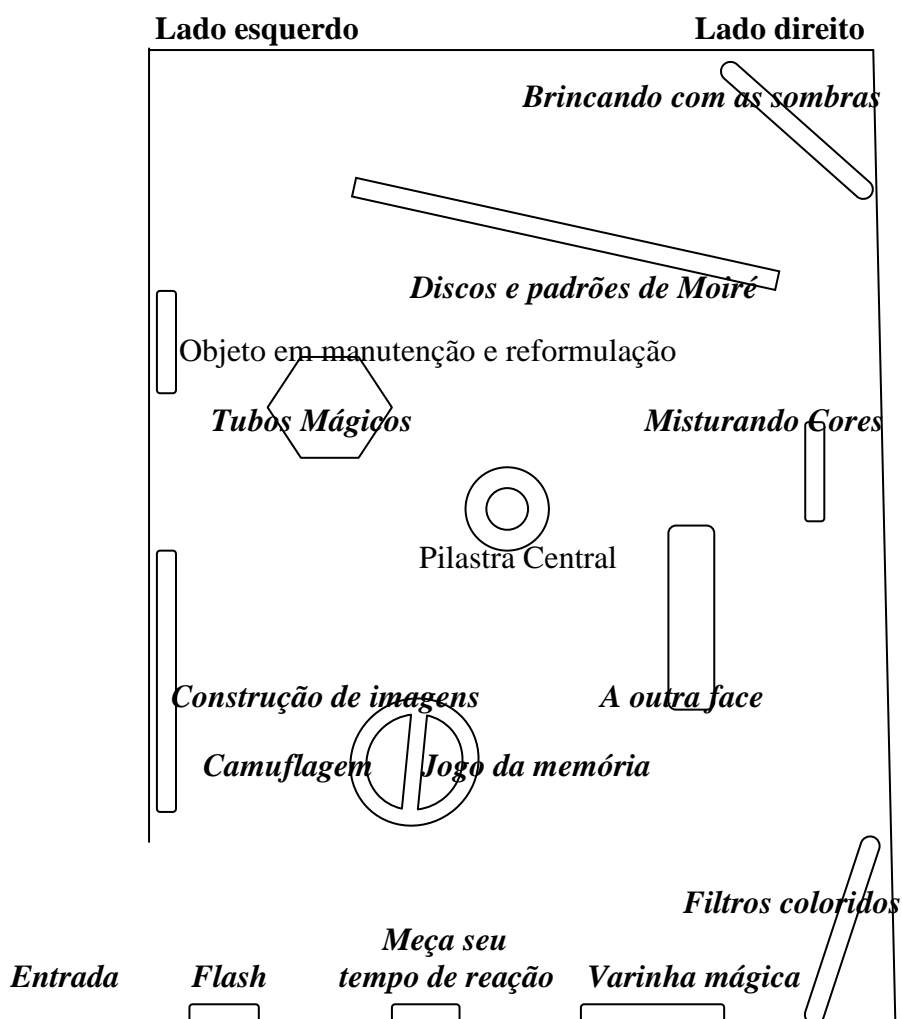 Lado esquerdo Lado direito
Brincando com as sombras
Discos e padrões de Moiré
Objeto em manutenção e reformulação
Tubos Mágicos Misturando Cores
Pilastra Central
Construção de imagens A outra face
Camuflagem Jogo da memória
Filtros coloridos
Meça seu
Entrada Flash tempo de reação Varinha mágica